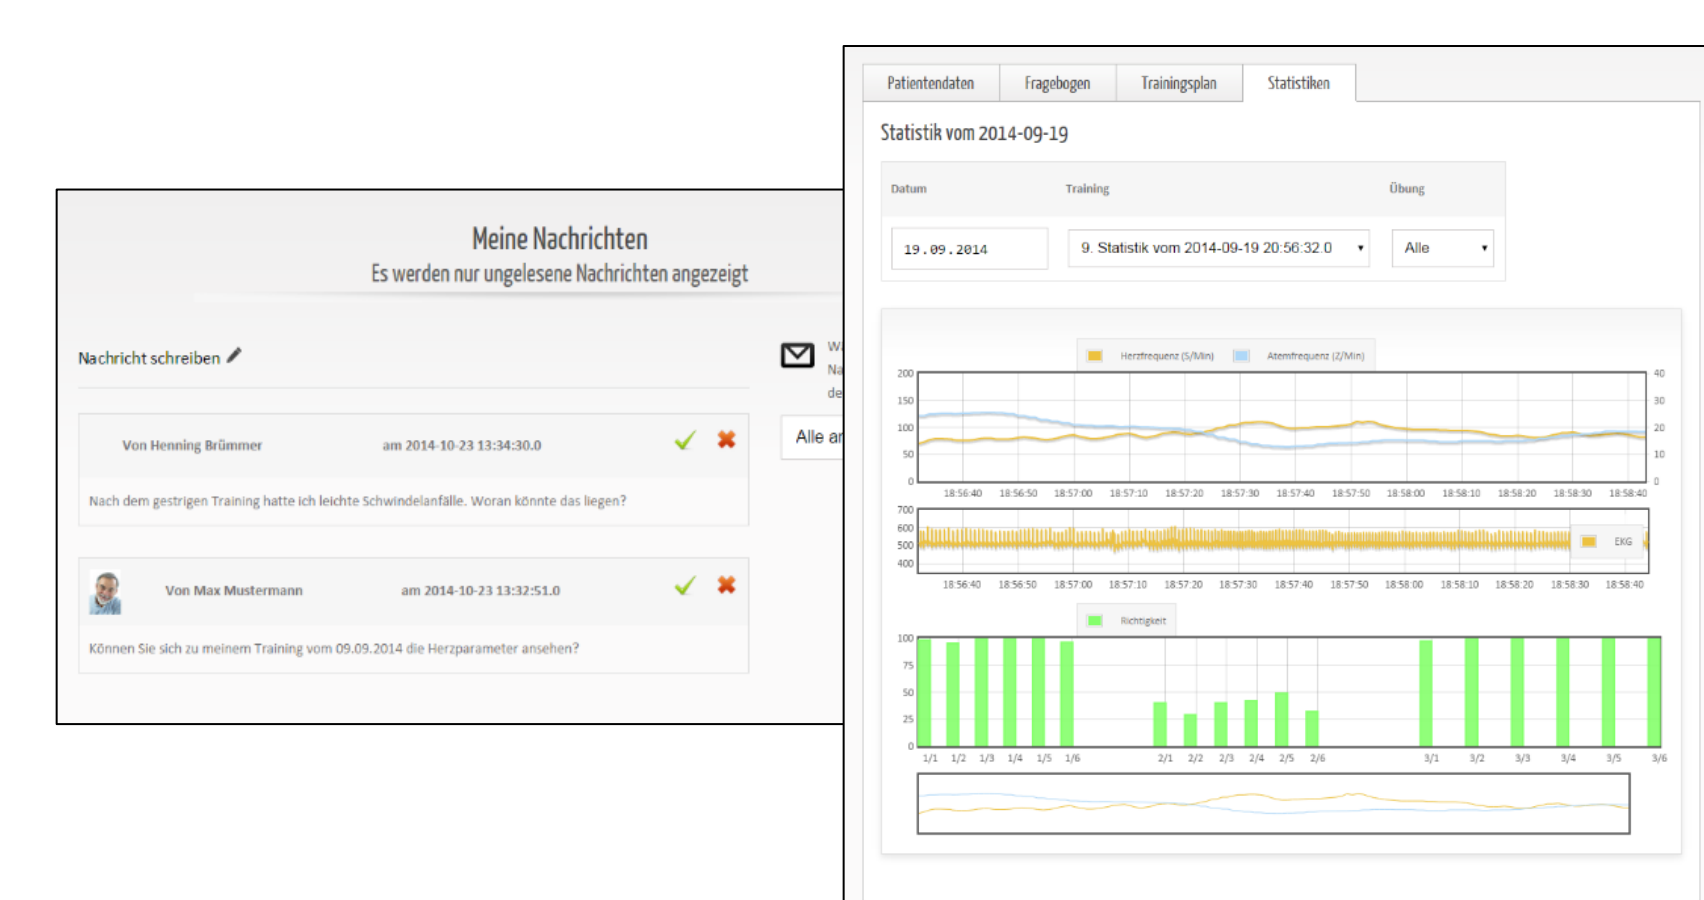 Meine Nachrichten
Es werden nur ungelesene Nachrichten angezeigt
Nachricht schreiben
Von Henning Brümmer am 2014-10-23 13:34:30.0
Nach dem gestrigen Training hatte ich leichte Schwindelanfälle. Woran könnte das liegen?
Von Max Mustermann am 2014-10-23 13:32:51.0
Können Sie sich zu meinem Training vom 09.09.2014 die Herzparameter ansehen?
Alle
Patientendaten Fragebogen Trainingsplan Statistiken
Statistik vom 2014-09-19
Datum Training Übung
19.09.2014 9. Statistik vom 2014-09-19 20:56:32.0 Alle
Herzfrequenz (S/Min) Atemfrequenz (Z/Min)
200 40
150 30
100 20
50 10
0 0
18:56:40 18:56:50 18:57:00 18:57:10 18:57:20 18:57:30 18:57:40 18:57:50 18:58:00 18:58:10 18:58:20 18:58:30 18:58:40
700
600
500
400
EKG
18:56:40 18:56:50 18:57:00 18:57:10 18:57:20 18:57:30 18:57:40 18:57:50 18:58:00 18:58:10 18:58:20 18:58:30 18:58:40
Richtigkeit
100
75
50
25
0
1/1 1/2 1/3 1/4 1/5 1/6 2/1 2/2 2/3 2/4 2/5 2/6 3/1 3/2 3/3 3/4 3/5 3/6